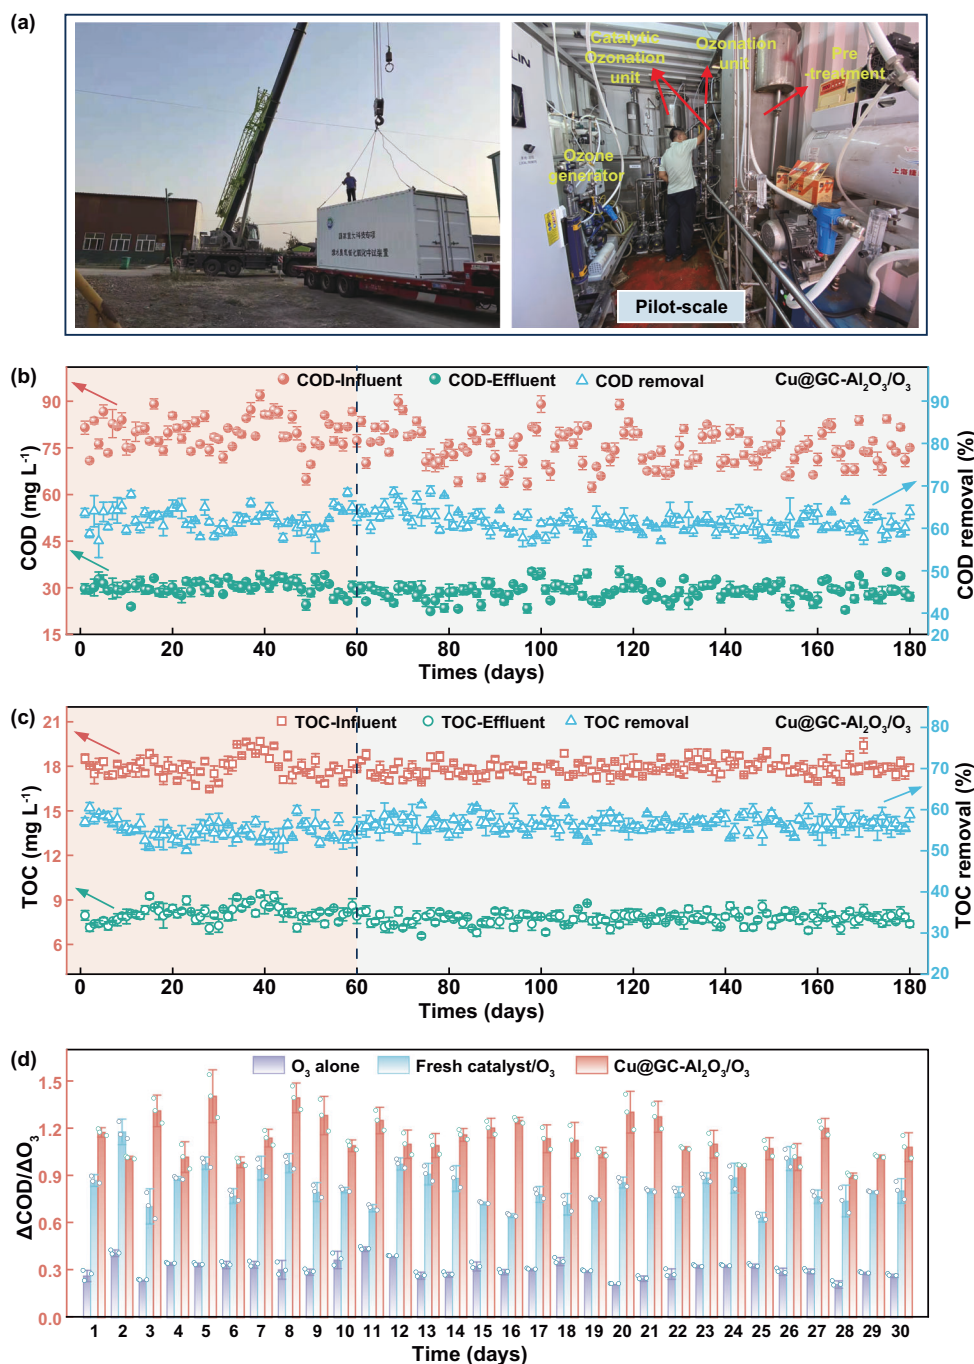 (a)
LIN
Catalytic
Ozonation
unit
Ozonation
unit
Pre
-treatment
Ozone
generator
Pilot-scale
(b)
COD-Influent
COD-Effluent
COD removal
Cu@GC-Al₂O₃/O₃
90
75
60
45
30
15
COD (mg L⁻¹)
90
80
70
60
50
40
20
COD removal (%)
0 20 40 60 80 100 120 140 160 180
Times (days)
(c)
TOC-Influent
TOC-Effluent
TOC removal
Cu@GC-Al₂O₃/O₃
21
18
15
12
9
6
TOC (mg L⁻¹)
80
70
60
50
40
30
20
TOC removal (%)
0 20 40 60 80 100 120 140 160 180
Times (days)
(d)
O₃ alone
Fresh catalyst/O₃
Cu@GC-Al₂O₃/O₃
1.5
1.2
0.9
0.6
0.3
0.0
ΔCOD/ΔO₃
1 2 3 4 5 6 7 8 9 10 11 12 13 14 15 16 17 18 19 20 21 22 23 24 25 26 27 28 29 30
Time (days)